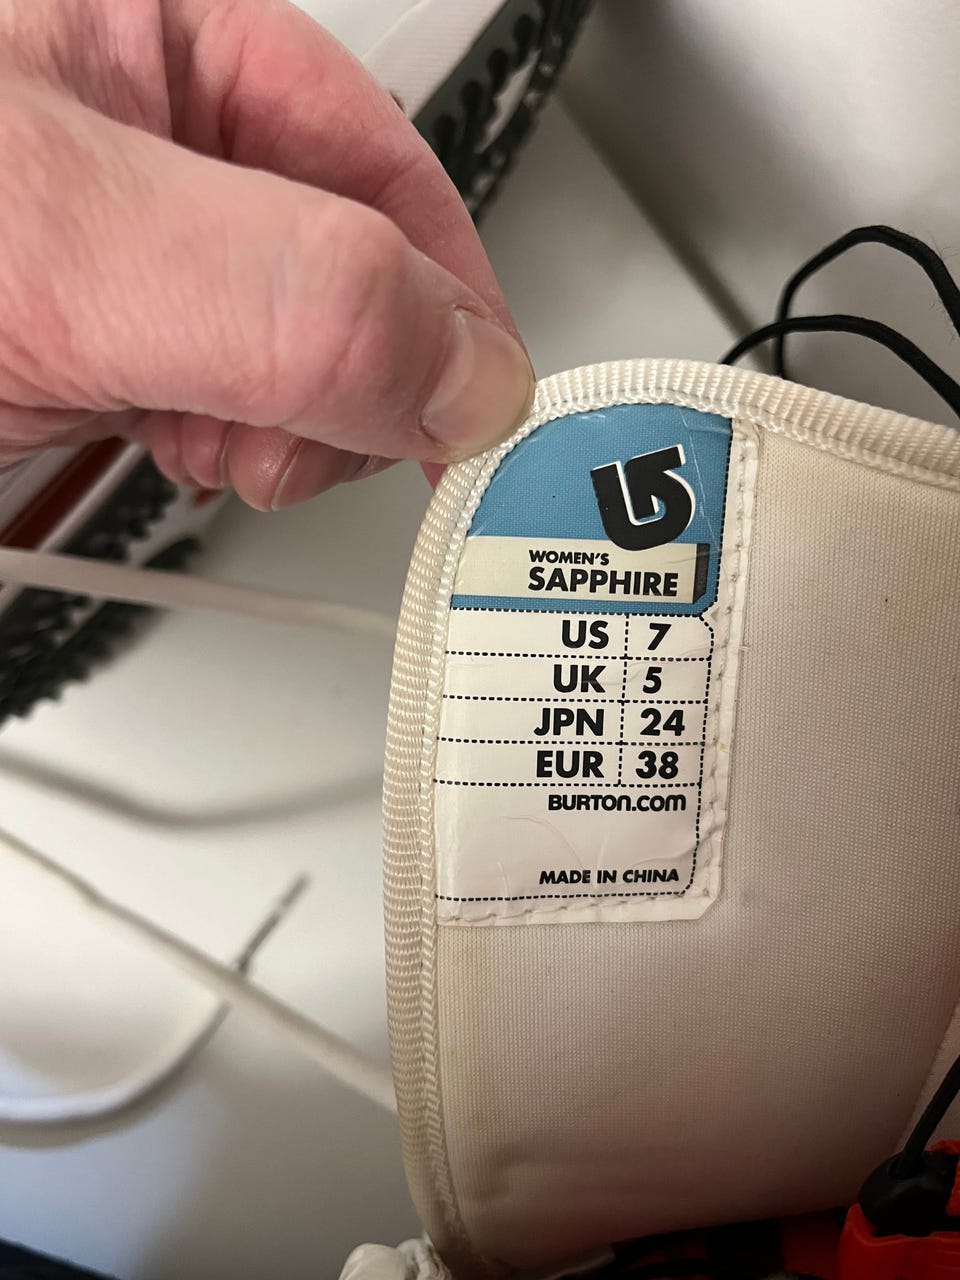 WOMEN'S
SAPPHIRE
US 7
UK 5
JPN 24
EUR 38
BURTON.COM
MADE IN CHINA